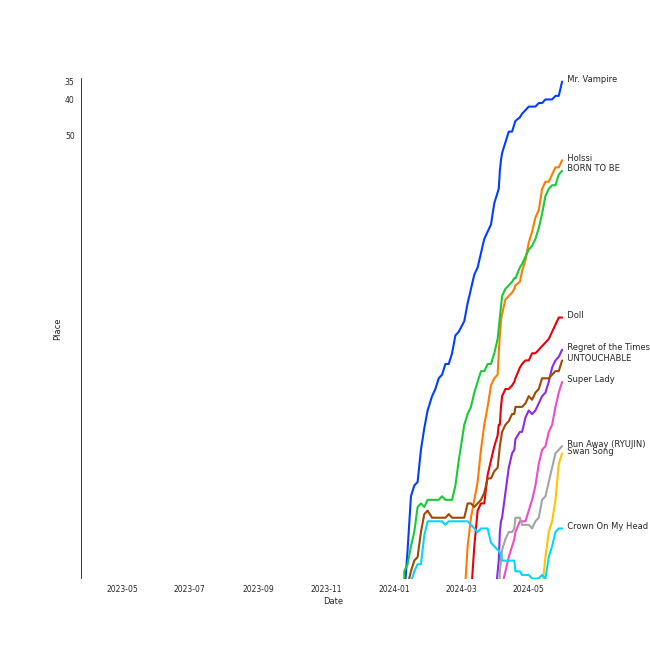 35
40
50
Place
Mr. Vampire
Holssi
BORN TO BE
Doll
Regret of the Times
UNTOUCHABLE
Super Lady
Run Away (RYUJIN)
Swan Song
Crown On My Head
2023-05 2023-07 2023-09 2023-11 2024-01 2024-03 2024-05
Date